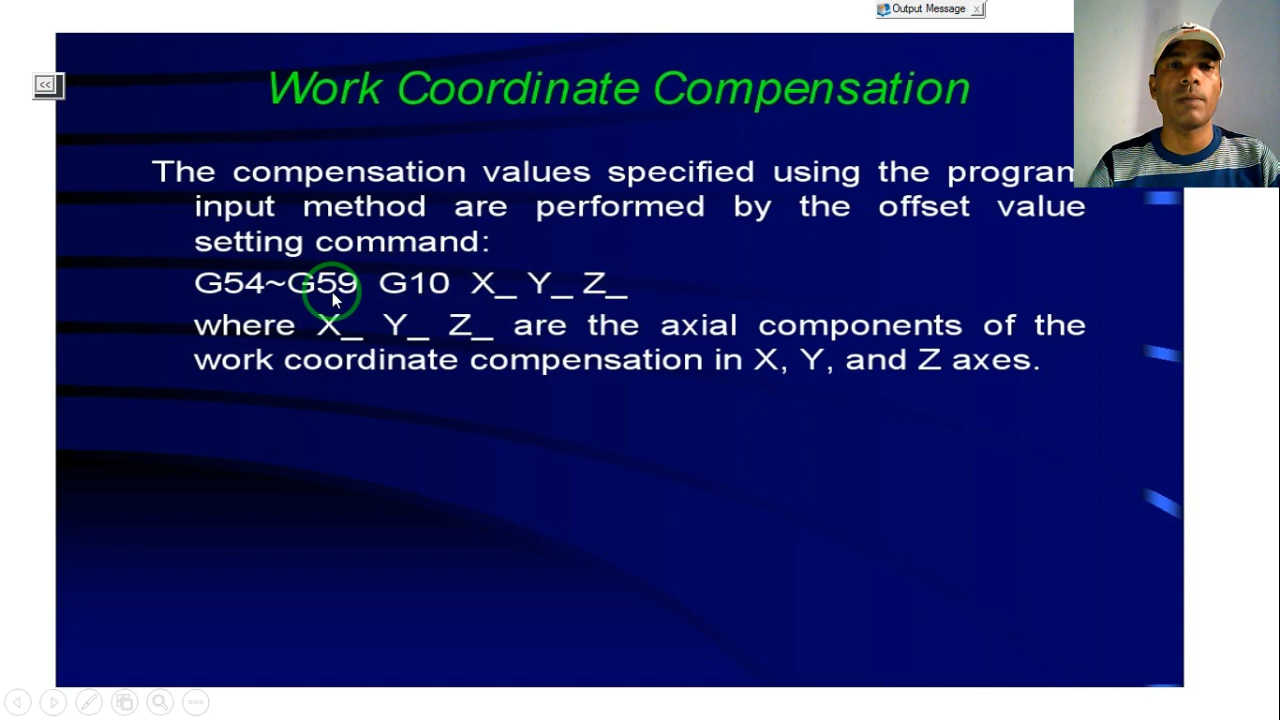 Output Message x
<<
Work Coordinate Compensation
The compensation values specified using the program
input method are performed by the offset value
setting command:
G54~G59 G10 X_ Y_ Z_
where X_ Y_ Z_ are the axial components of the
work coordinate compensation in X, Y, and Z axes.